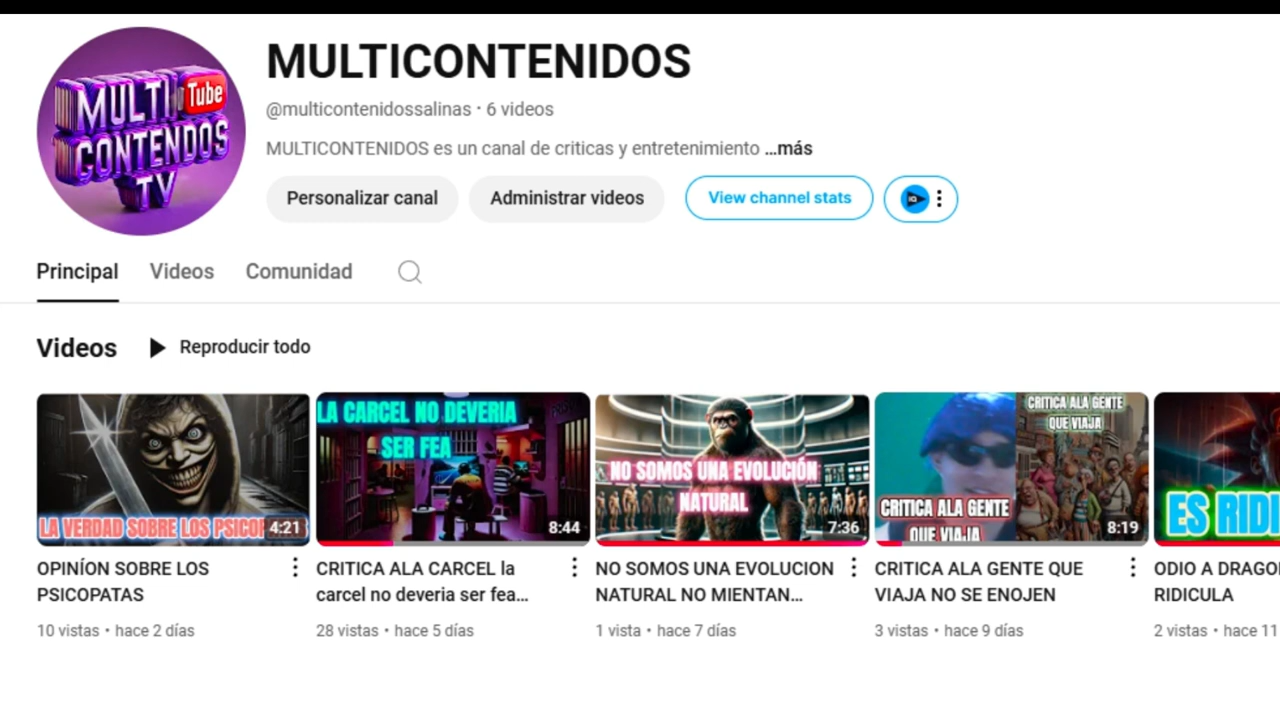 MULTI Tube
CONTENDOS
TV
MULTICONTENIDOS
@multicontenidossalinas · 6 videos
MULTICONTENIDOS es un canal de criticas y entretenimiento ...más
Personalizar canal
Administrar videos
View channel stats
IQ
Principal
Videos
Comunidad
Videos
Reproducir todo
LA VERDAD SOBRE LOS PSICOP
4:21
LA CARCEL NO DEVERIA
SER FEA
8:44
NO SOMOS UNA EVOLUCIÓN
NATURAL
7:36
CRITICA ALA GENTE
QUE VIAJA
CRITICA ALA GENTE
QUE VIAJA
8:19
ES RIDI
OPINÍON SOBRE LOS
PSICOPATAS
10 vistas · hace 2 días
CRITICA ALA CARCEL la
carcel no deveria ser fea...
28 vistas · hace 5 días
NO SOMOS UNA EVOLUCION
NATURAL NO MIENTAN...
1 vista · hace 7 días
CRITICA ALA GENTE QUE
VIAJA NO SE ENOJEN
3 vistas · hace 9 días
ODIO A DRAGO
RIDICULA
2 vistas · hace 11